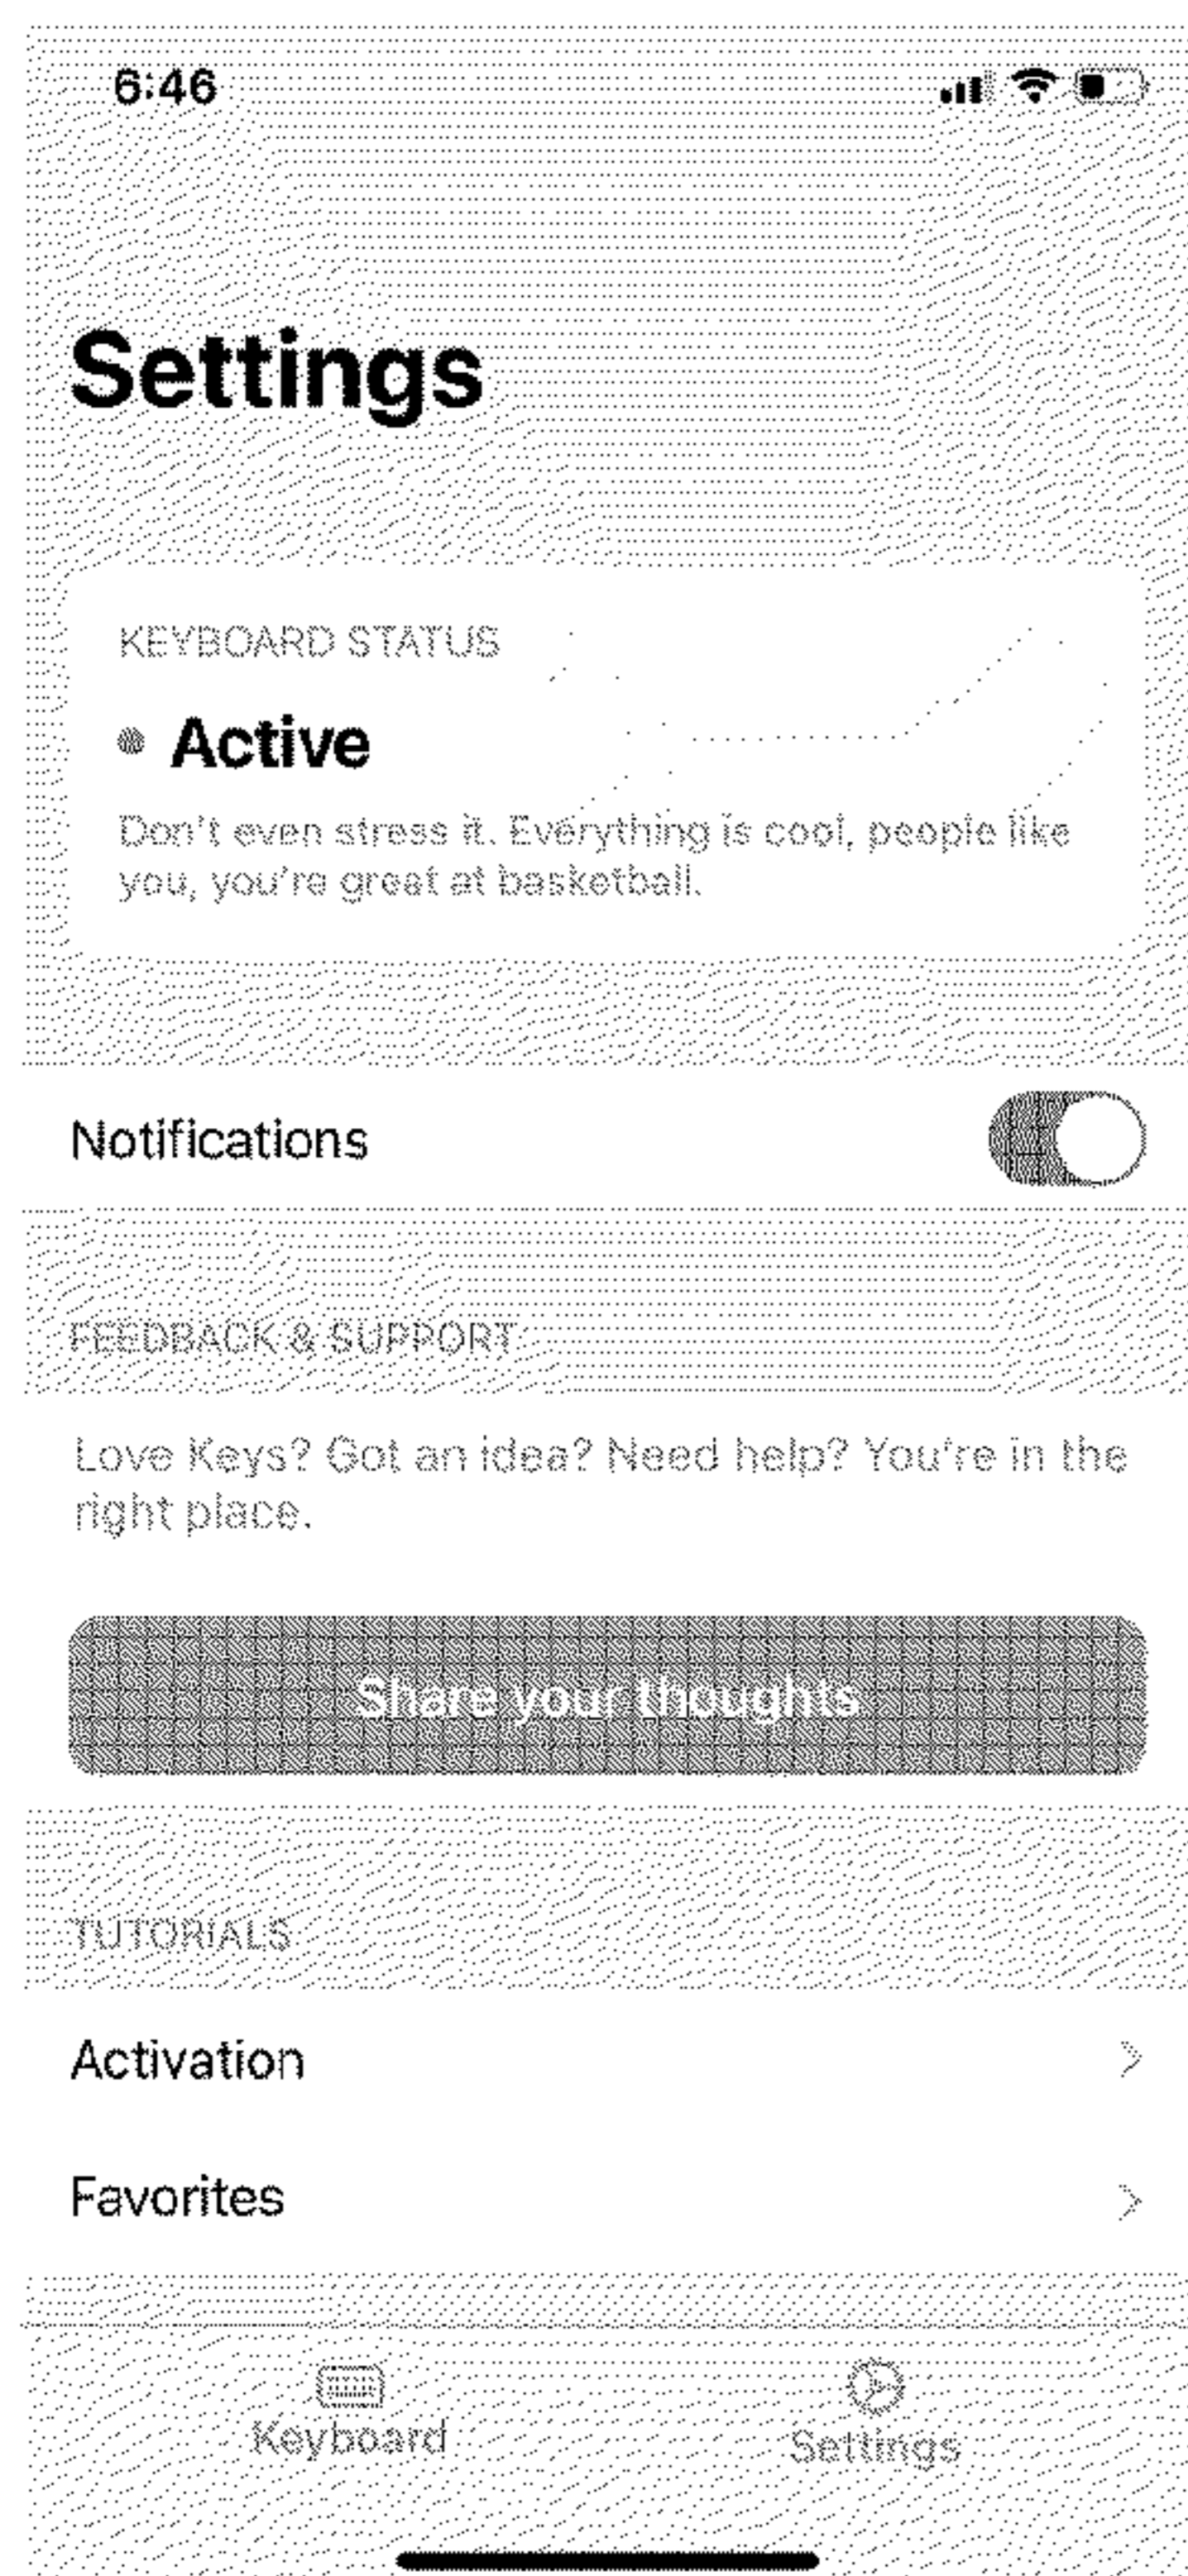 6:46
Settings
KEYBOARD STATUS
Active
Don't even stress it. Everything is cool, people like
you, you're great at basketball.
Notifications
FEEDBACK & SUPPORT
Love Keys? Got an idea? Need help? You're in the
right place.
Share your thoughts
TUTORIALS
Activation
Favorites
Keyboard
Settings